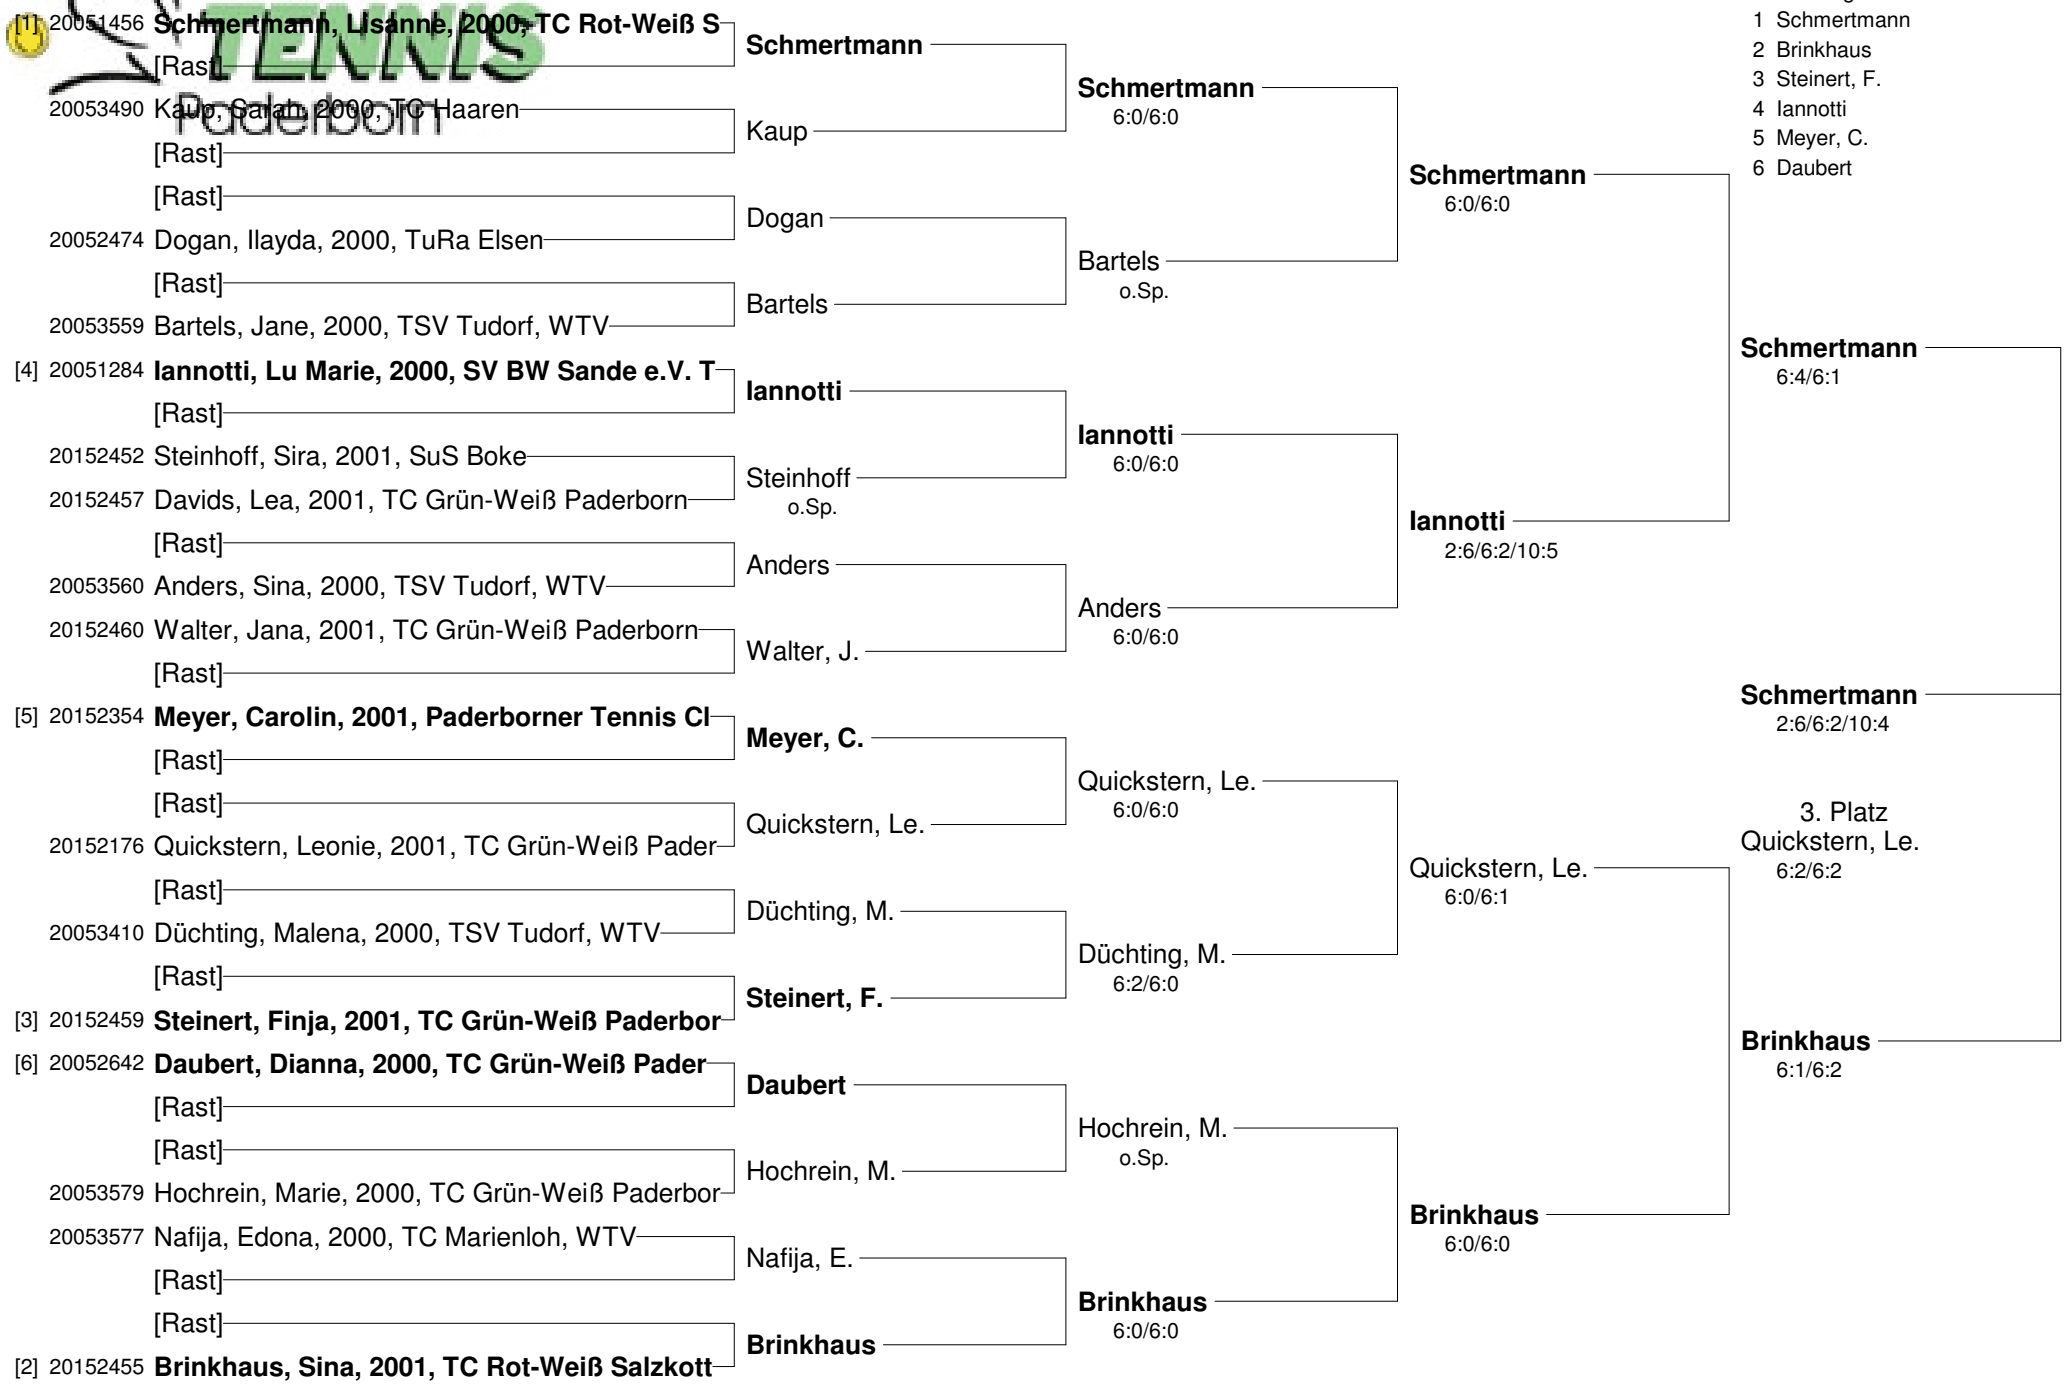 TENNIS
Paderborn
[1] 20051456 Schmertmann, Lisanne, 2000, TC Rot-Weiß S
[Rast]
20053490 Kaup, Sarah, 2000, TC Haaren
[Rast]
[Rast]
20052474 Dogan, Ilayda, 2000, TuRa Elsen
[Rast]
20053559 Bartels, Jane, 2000, TSV Tudorf, WTV
[4] 20051284 Iannotti, Lu Marie, 2000, SV BW Sande e.V. T
[Rast]
20152452 Steinhoff, Sira, 2001, SuS Boke
20152457 Davids, Lea, 2001, TC Grün-Weiß Paderborn
[Rast]
20053560 Anders, Sina, 2000, TSV Tudorf, WTV
20152460 Walter, Jana, 2001, TC Grün-Weiß Paderborn
[Rast]
[5] 20152354 Meyer, Carolin, 2001, Paderborner Tennis Cl
[Rast]
[Rast]
20152176 Quickstern, Leonie, 2001, TC Grün-Weiß Pader
[Rast]
20053410 Düchting, Malena, 2000, TSV Tudorf, WTV
[Rast]
[3] 20152459 Steinert, Finja, 2001, TC Grün-Weiß Paderbor
[6] 20052642 Daubert, Dianna, 2000, TC Grün-Weiß Pader
[Rast]
[Rast]
20053579 Hochrein, Marie, 2000, TC Grün-Weiß Paderbor
20053577 Nafija, Edona, 2000, TC Marienloh, WTV
[Rast]
[Rast]
[2] 20152455 Brinkhaus, Sina, 2001, TC Rot-Weiß Salzkott
Schmertmann
Kaup
Dogan
Bartels
Iannotti
Steinhoff
o.Sp.
Anders
Walter, J.
Meyer, C.
Quickstern, Le.
Düchting, M.
Steinert, F.
Daubert
Hochrein, M.
Nafija, E.
Brinkhaus
Schmertmann
6:0/6:0
Bartels
o.Sp.
Iannotti
6:0/6:0
Anders
6:0/6:0
Quickstern, Le.
6:0/6:0
Düchting, M.
6:2/6:0
Hochrein, M.
o.Sp.
Brinkhaus
6:0/6:0
Schmertmann
6:0/6:0
Iannotti
2:6/6:2/10:5
Quickstern, Le.
6:0/6:1
Brinkhaus
6:0/6:0
1 Schmertmann
2 Brinkhaus
3 Steinert, F.
4 Iannotti
5 Meyer, C.
6 Daubert
Schmertmann
6:4/6:1
Schmertmann
2:6/6:2/10:4
3. Platz
Quickstern, Le.
6:2/6:2
Brinkhaus
6:1/6:2